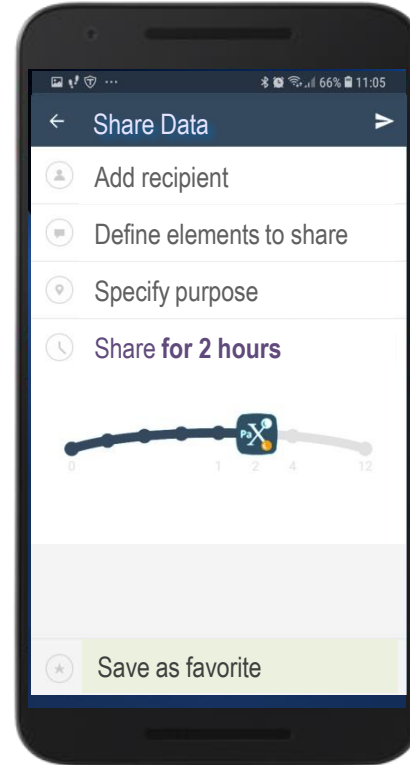 66% 11:05
Share Data
Add recipient
Define elements to share
Specify purpose
Share for 2 hours
PaX
0 1 2 4 12
Save as favorite